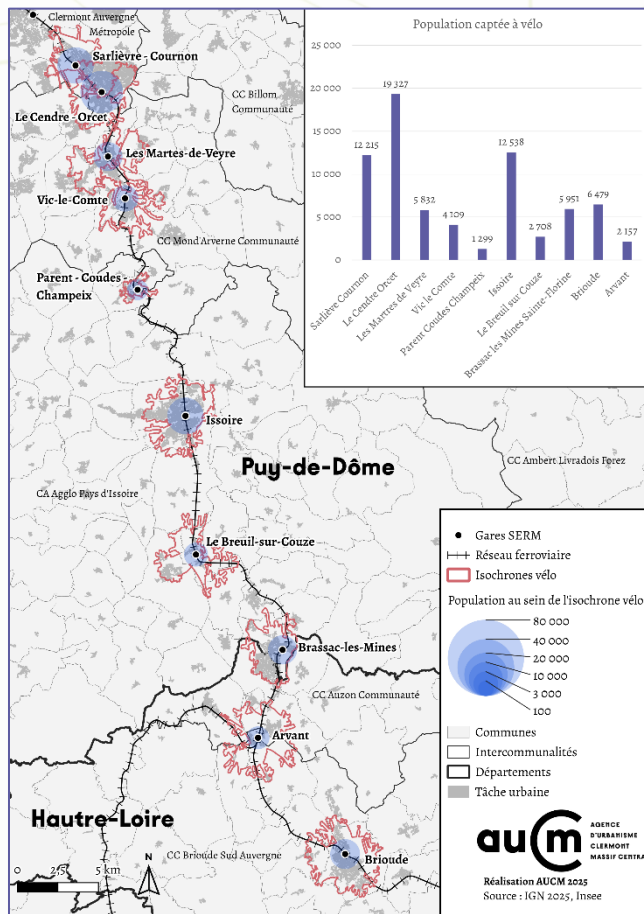 Clermont Auvergne
Métropole
Sarliève - Cournon
Le Cendre - Orcet
CC Billom
Communauté
Les Martes-de-Veyre
Vic-le-Comte
CC Mond Arverne Communauté
Parent - Coudes -
Champeix
Issoire
Puy-de-Dôme
CC Ambert Livradois Forez
CA Agglo Pays d'Issoire
Le Breuil-sur-Couze
Brassac-les-Mines
CC Auzon Communauté
Arvant
Hautre-Loire
CC Brioude Sud Auvergne
Brioude
0 2,5 5 km
N
Population captée à vélo
25 000
20 000
15 000
10 000
5 000
0
12 215
19 327
5 832
4 109
1 299
12 538
2 708
5 951
6 479
2 157
Sarliève Cournon
Le Cendre Orcet
Les Martres de Veyre
Vic le Comte
Parent Coudes Champeix
Issoire
Le Breuil sur Couze
Brassac les Mines Sainte-Florine
Brioude
Arvant
Gares SERM
Réseau ferroviaire
Isochrones vélo
Population au sein de l'isochrone vélo
80 000
40 000
20 000
10 000
3 000
100
Communes
Intercommunalités
Départements
Tâche urbaine
aucm
AGENCE
D'URBANISME
CLERMONT
MASSIF CENTRAL
Réalisation AUCM 2025
Source : IGN 2025, Insee